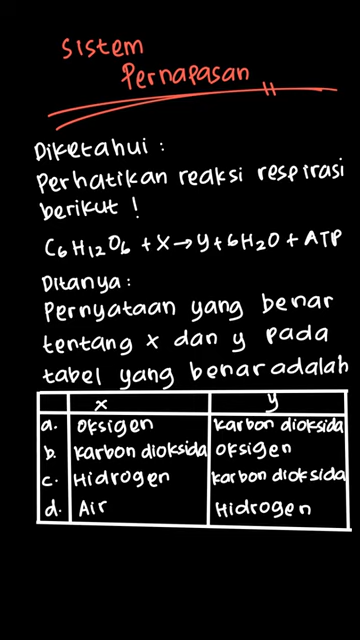 Sistem
Pernapasan
Diketahui :
Perhatikan reaksi respirasi
berikut !
C₆H₁₂O₆ + X → Y + 6H₂O + ATP
Ditanya :
Pernyataan yang benar
tentang x dan y pada
tabel yang benar adalah
x y
a. Oksigen karbon dioksida
b. karbon dioksida oksigen
c. Hidrogen karbon dioksida
d. Air Hidrogen